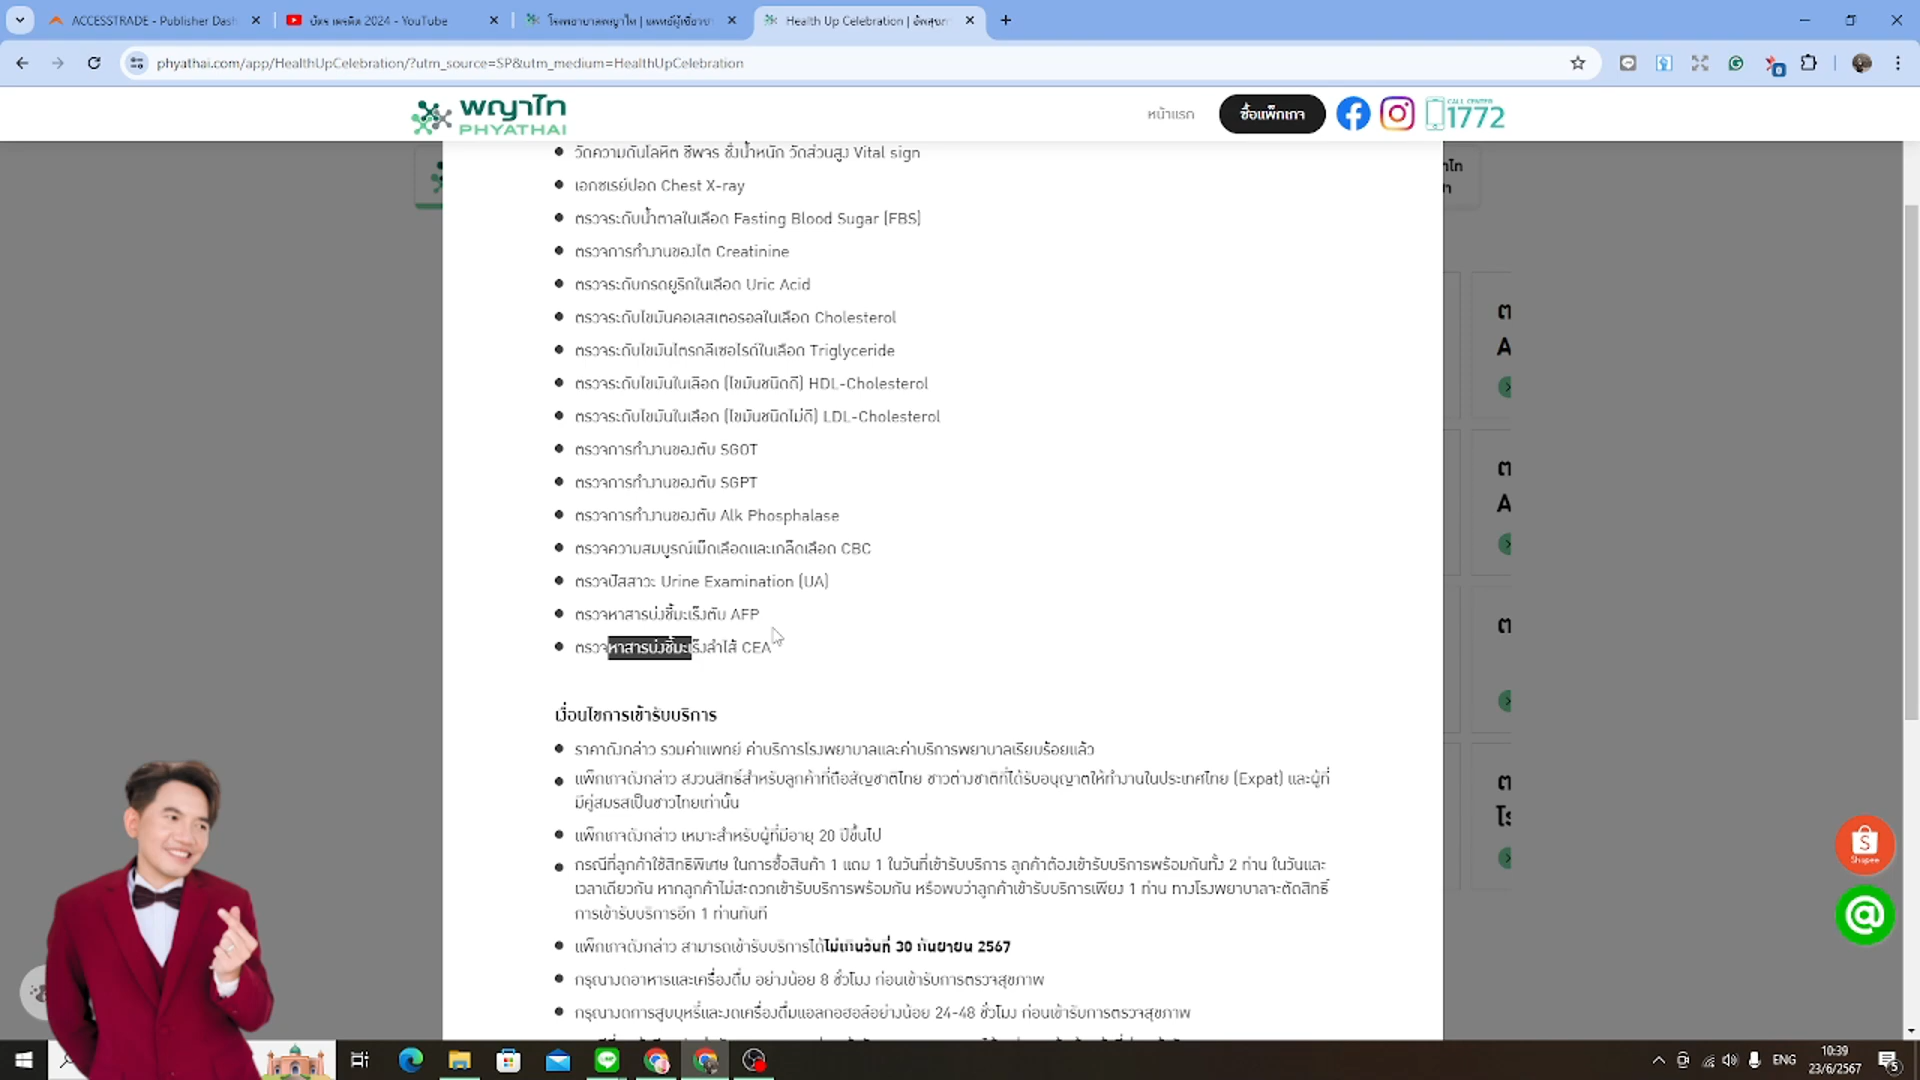 ACCESSTRADE - Publisher Dash
บัตร เครดิต 2024 - YouTube
โรงพยาบาลพญาไท | แพทย์ผู้เชี่ยวชา
Health Up Celebration | อัพสุขภ
phyathai.com/app/HealthUpCelebration/?utm_source=SP&utm_medium=HealthUpCelebration
พญาไท
PHYATHAI
หน้าแรก
ซื้อแพ็กเกจ
CALL CENTER
1772
วัดความดันโลหิต ชีพจร ชั่งน้ำหนัก วัดส่วนสูง Vital sign
เอกซเรย์ปอด Chest X-ray
ตรวจระดับน้ำตาลในเลือด Fasting Blood Sugar (FBS)
ตรวจการทำงานของไต Creatinine
ตรวจระดับกรดยูริกในเลือด Uric Acid
ตรวจระดับไขมันคอเลสเตอรอลในเลือด Cholesterol
ตรวจระดับไขมันไตรกลีเซอไรด์ในเลือด Triglyceride
ตรวจระดับไขมันในเลือด (ไขมันชนิดดี) HDL-Cholesterol
ตรวจระดับไขมันในเลือด (ไขมันชนิดไม่ดี) LDL-Cholesterol
ตรวจการทำงานของตับ SGOT
ตรวจการทำงานของตับ SGPT
ตรวจการทำงานของตับ Alk Phosphalase
ตรวจความสมบูรณ์เม็ดเลือดและเกล็ดเลือด CBC
ตรวจปัสสาวะ Urine Examination (UA)
ตรวจหาสารบ่งชี้มะเร็งตับ AFP
ตรวจหาสารบ่งชี้มะเร็งลำไส้ CEA
เงื่อนไขการเข้ารับบริการ
ราคาดังกล่าว รวมค่าแพทย์ ค่าบริการโรงพยาบาลและค่าบริการพยาบาลเรียบร้อยแล้ว
แพ็กเกจดังกล่าว สงวนสิทธิ์สำหรับลูกค้าที่ถือสัญชาติไทย ชาวต่างชาติที่ได้รับอนุญาตให้ทำงานในประเทศไทย (Expat) และผู้ที่
มีคู่สมรสเป็นชาวไทยเท่านั้น
แพ็กเกจดังกล่าว เหมาะสำหรับผู้ที่มีอายุ 20 ปีขึ้นไป
กรณีที่ลูกค้าใช้สิทธิพิเศษ ในการซื้อสินค้า 1 แถม 1 ในวันที่เข้ารับบริการ ลูกค้าต้องเข้ารับบริการพร้อมกันทั้ง 2 ท่าน ในวันและ
เวลาเดียวกัน หากลูกค้าไม่สะดวกเข้ารับบริการพร้อมกัน หรือพบว่าลูกค้าเข้ารับบริการเพียง 1 ท่าน ทางโรงพยาบาลจะตัดสิทธิ์
การเข้ารับบริการอีก 1 ท่านทันที
แพ็กเกจดังกล่าว สามารถเข้ารับบริการได้ไม่เกินวันที่ 30 กันยายน 2567
กรุณางดอาหารและเครื่องดื่ม อย่างน้อย 8 ชั่วโมง ก่อนเข้ารับการตรวจสุขภาพ
กรุณางดการสูบบุหรี่และงดเครื่องดื่มแอลกอฮอล์อย่างน้อย 24-48 ชั่วโมง ก่อนเข้ารับการตรวจสุขภาพ
Shopee
ENG
10:39
23/6/2567